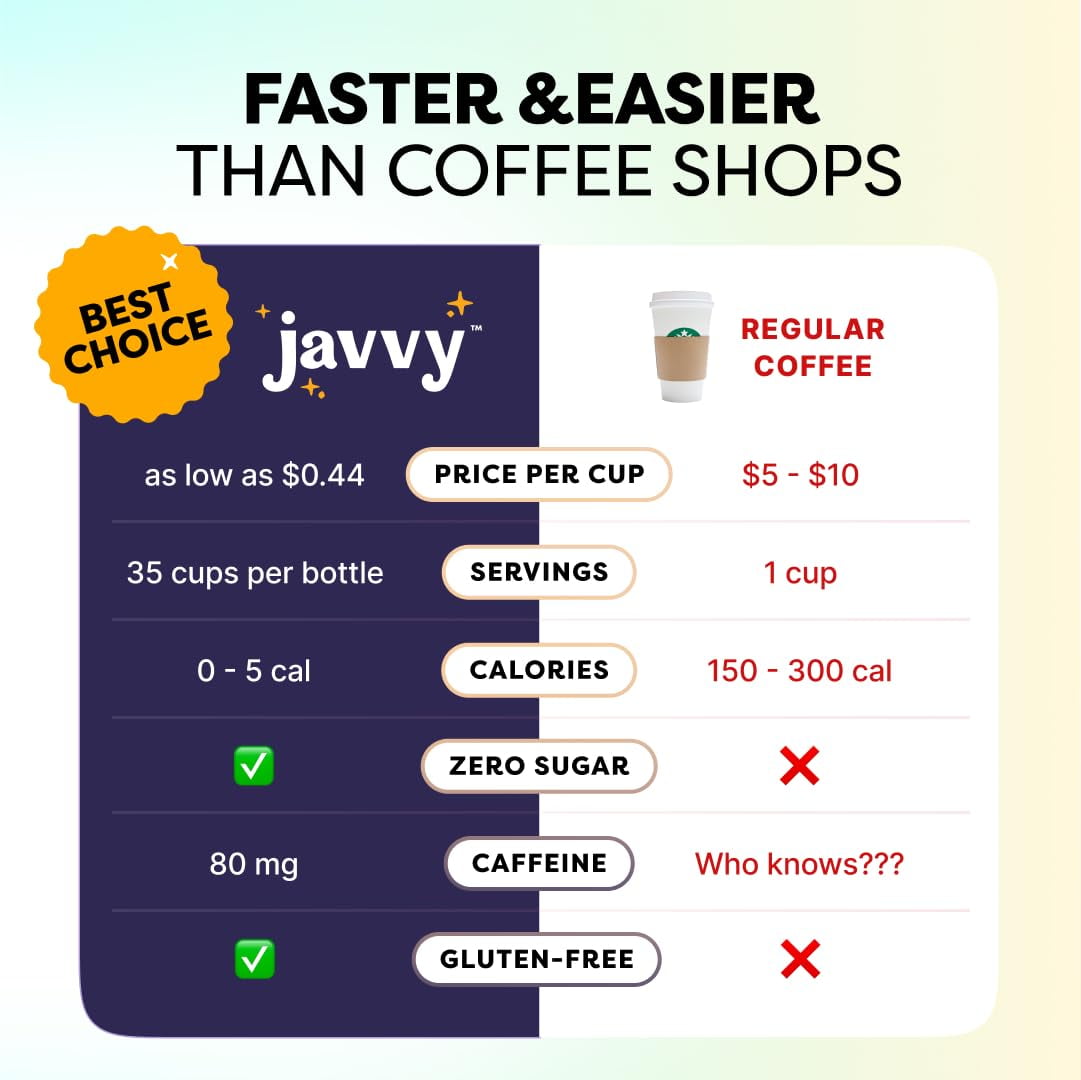 FASTER &EASIER
THAN COFFEE SHOPS
BEST
CHOICE
javvy™
REGULAR
COFFEE
as low as $0.44
PRICE PER CUP
$5 - $10
35 cups per bottle
SERVINGS
1 cup
0 - 5 cal
CALORIES
150 - 300 cal
ZERO SUGAR
80 mg
CAFFEINE
Who knows???
GLUTEN-FREE